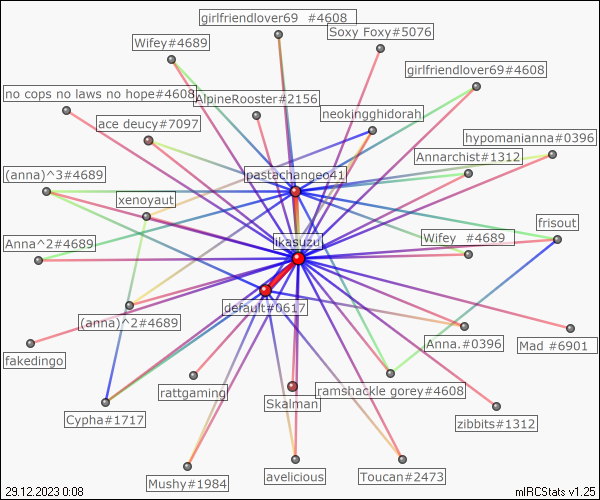 girlfriendlover69  #4608
Soxy Foxy#5076
Wifey#4689
girlfriendlover69#4608
no cops no laws no hope#4608
AlpineRooster#2156
neokingghidorah
ace deucy#7097
hypomanianna#0396
Annarchist#1312
(anna)^3#4689
pastachangeo41
xenoyaut
frisout
Anna^2#4689
ikasuzu
Wifey  #4689
default#0617
(anna)^2#4689
fakedingo
Anna.#0396
Mad #6901
rattgaming
Skalman
ramshackle gorey#4608
Cypha#1717
zibbits#1312
Mushy#1984
avelicious
Toucan#2473
29.12.2023 0:08
mIRCStats v1.25